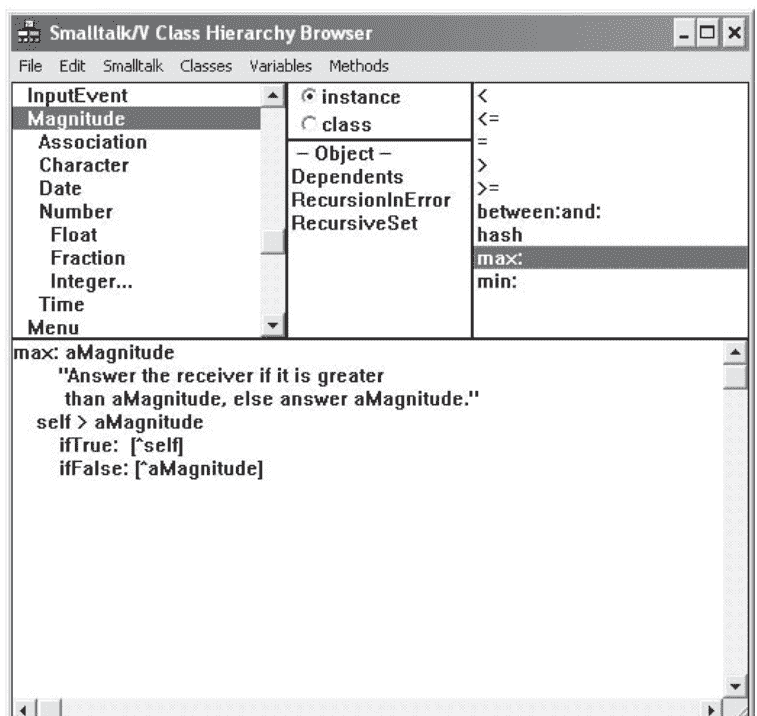 Smalltalk/V Class Hierarchy Browser
File Edit Smalltalk Classes Variables Methods
InputEvent
Magnitude
Association
Character
Date
Number
Float
Fraction
Integer...
Time
Menu
instance
class
– Object –
Dependents
RecursionInError
RecursiveSet
<
<=
=
>
>=
between:and:
hash
max:
min:
max: aMagnitude
"Answer the receiver if it is greater
than aMagnitude, else answer aMagnitude."
self > aMagnitude
ifTrue: [^self]
ifFalse: [^aMagnitude]